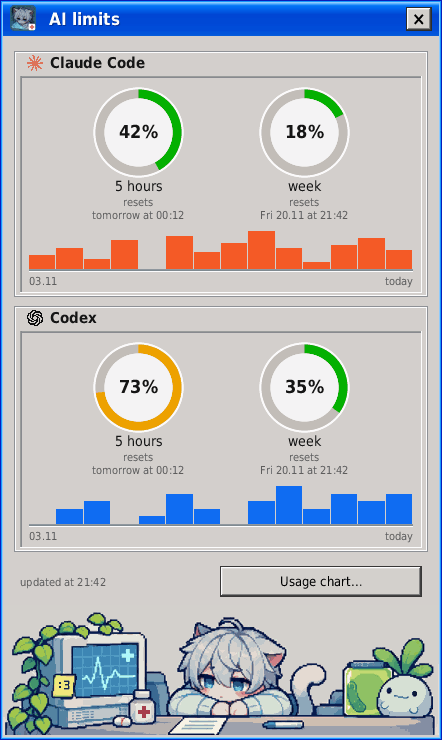 AI limits
Claude Code
42%
18%
5 hours
week
resets
resets
tomorrow at 00:12
Fri 20.11 at 21:42
03.11
today
Codex
73%
35%
5 hours
week
resets
resets
tomorrow at 00:12
Fri 20.11 at 21:42
03.11
today
updated at 21:42
Usage chart...
:3